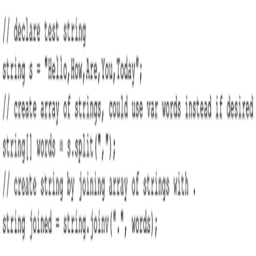 // declare test string
string s = "Hello,How,Are,You,Today";
// create array of strings, could use var words instead if desired
string[] words = s.split(",");
// create string by joining array of strings with .
string joined = string.joinv(".", words);